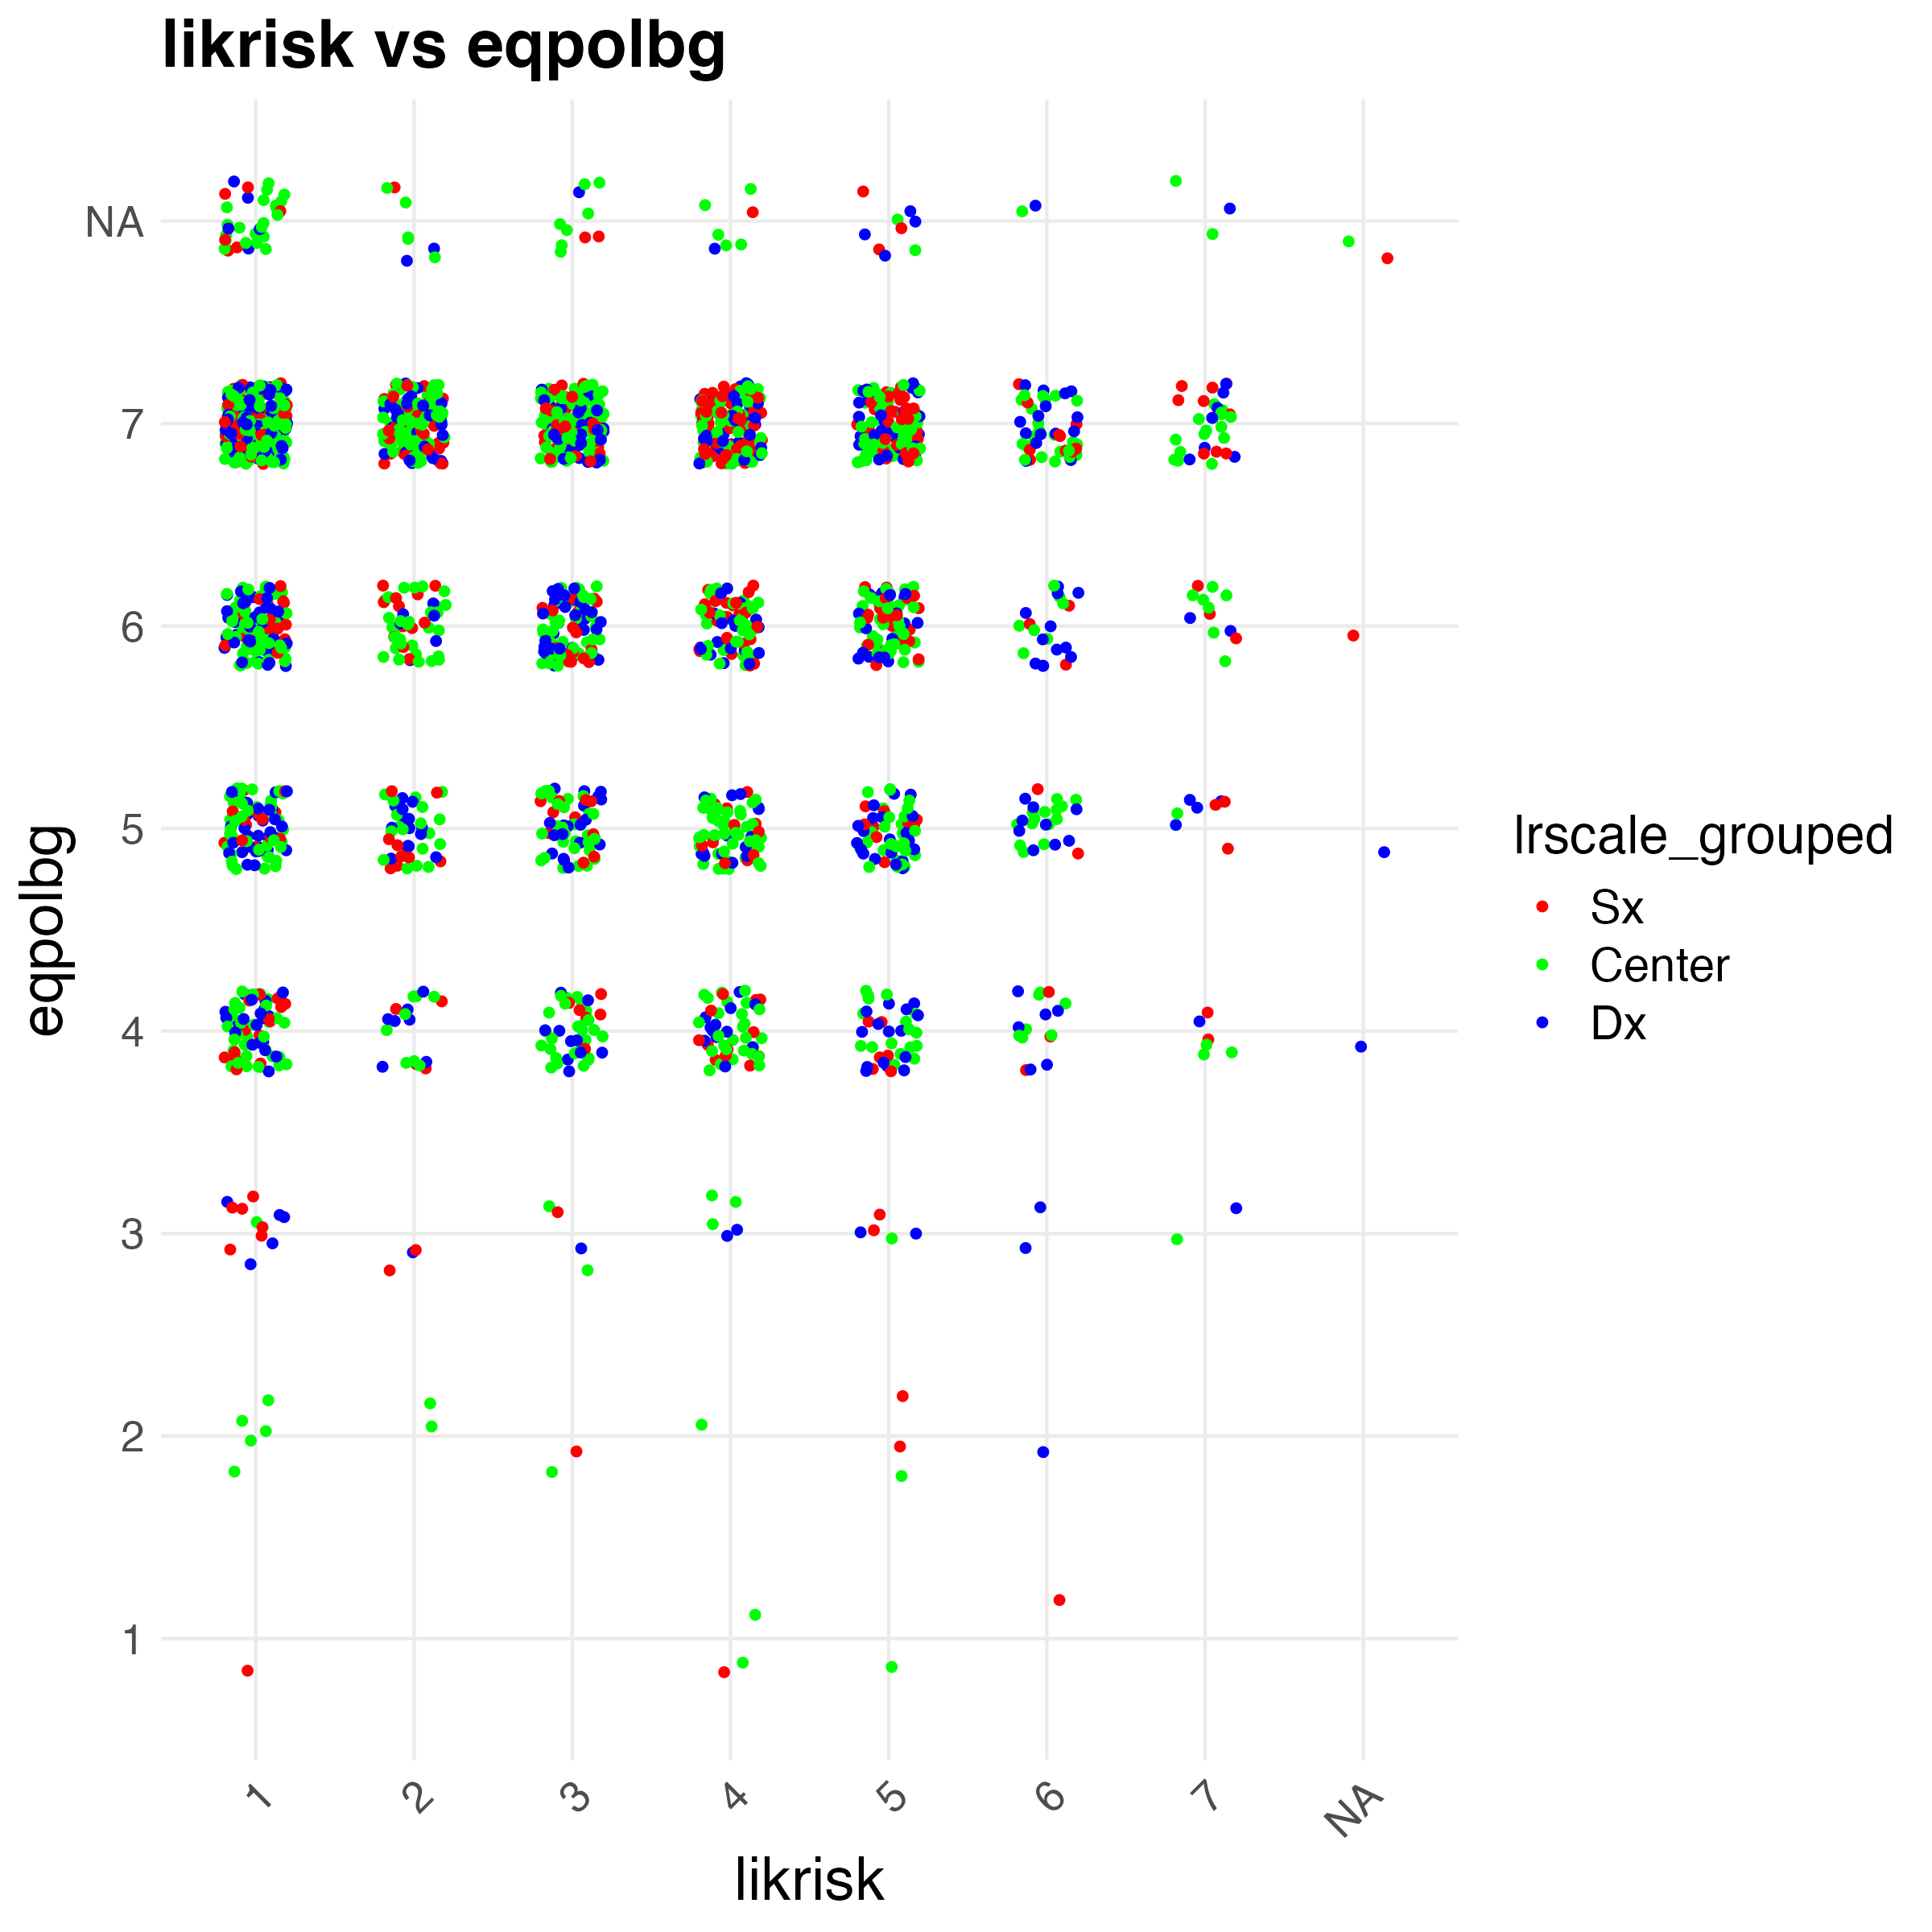 likrisk vs eqpolbg
NA
7
6
5
4
3
2
1
eqpolbg
1
2
3
4
5
6
7
NA
likrisk
lrscale_grouped
Sx
Center
Dx